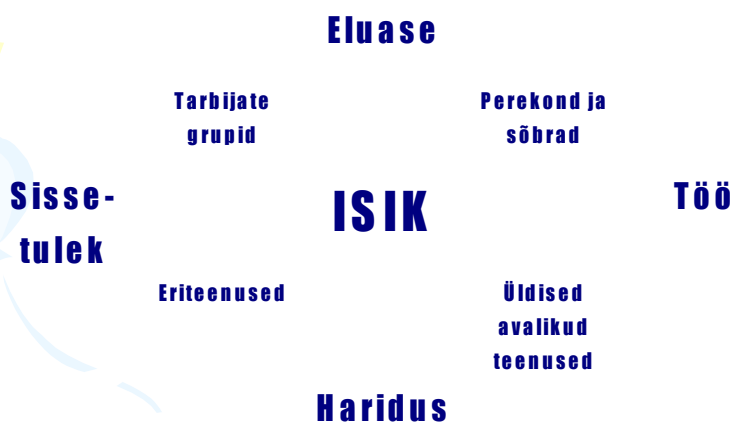 Eluase
Tarbijate
grupid
Perekond ja
sõbrad
Sisse-
tulek
ISIK
Töö
Eriteenused
Üldised
avalikud
teenused
Haridus